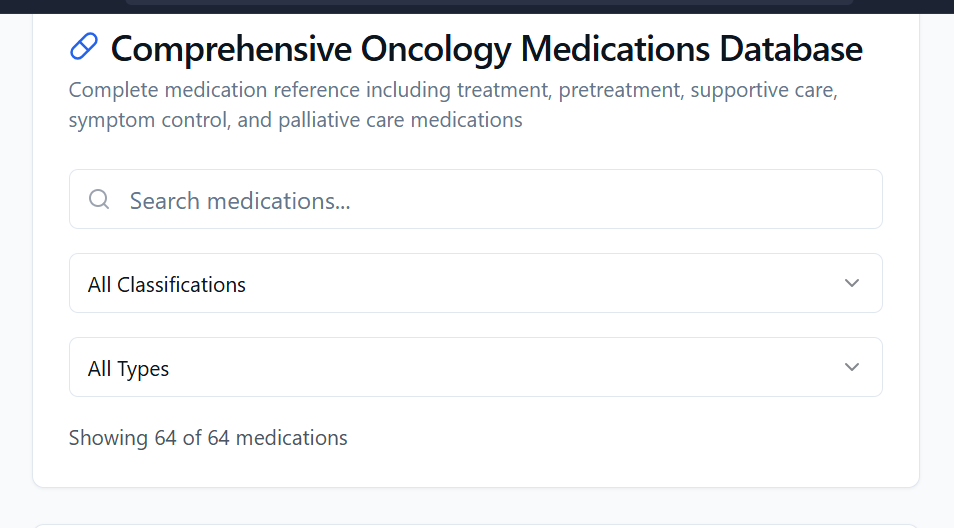 Comprehensive Oncology Medications Database
Complete medication reference including treatment, pretreatment, supportive care,
symptom control, and palliative care medications
Search medications...
All Classifications
All Types
Showing 64 of 64 medications